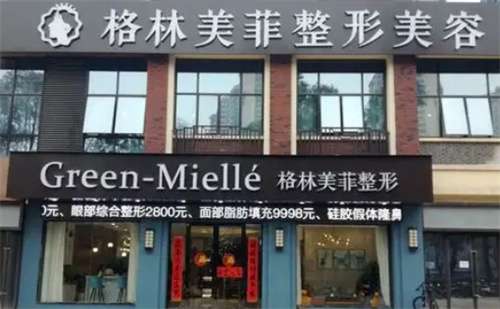 格林美菲整形美容
Green-Miellé 格林美菲整形
0元、眼部综合整形2800元、面部脂肪填充9998元、硅胶假体隆鼻